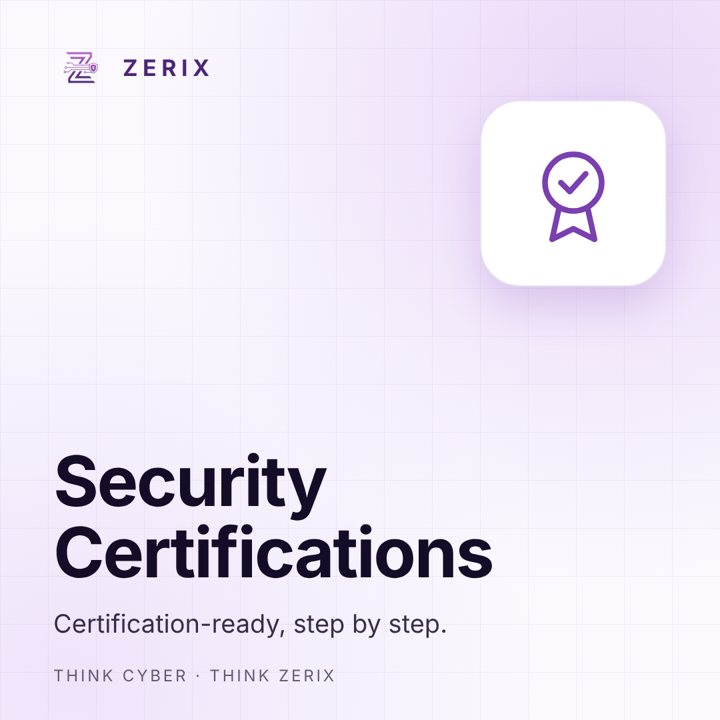 ZERIX
Security
Certifications
Certification-ready, step by step.
THINK CYBER · THINK ZERIX